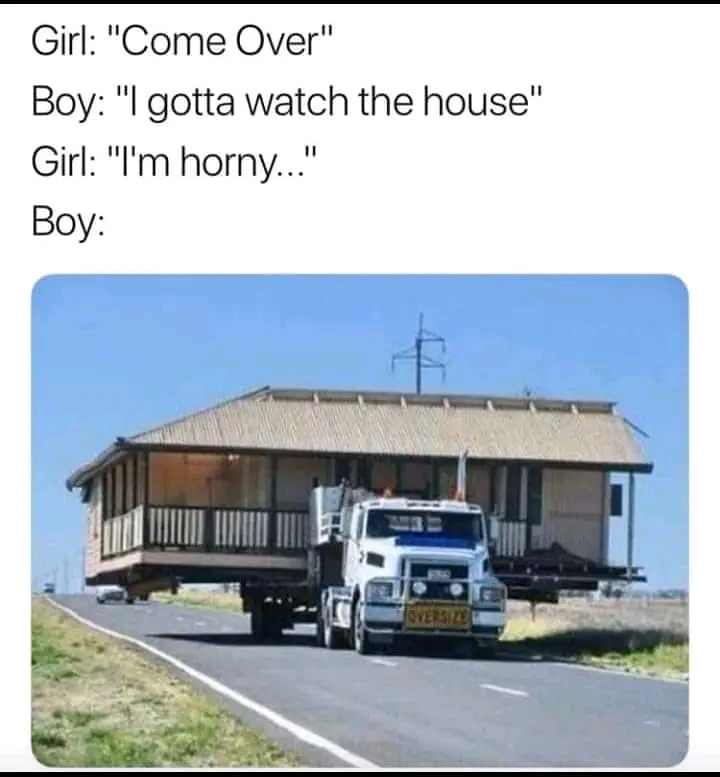 Girl: "Come Over"
Boy: "I gotta watch the house"
Girl: "I'm horny..."
Boy:
OVERSIZE